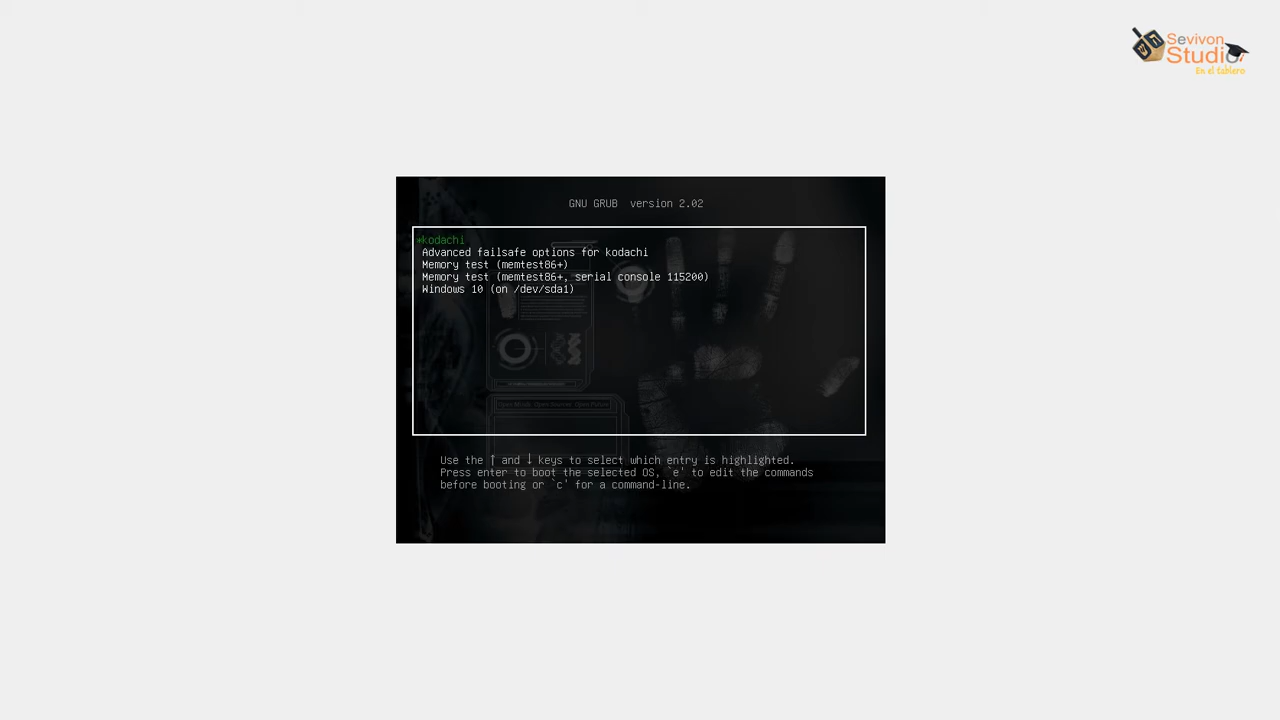 Sevivon
Studio
En el tablero
GNU GRUB  version 2.02
*kodachi
Advanced failsafe options for kodachi
Memory test (memtest86+)
Memory test (memtest86+, serial console 115200)
Windows 10 (on /dev/sda1)
Use the ↑ and ↓ keys to select which entry is highlighted.
Press enter to boot the selected OS, `e' to edit the commands
before booting or `c' for a command-line.